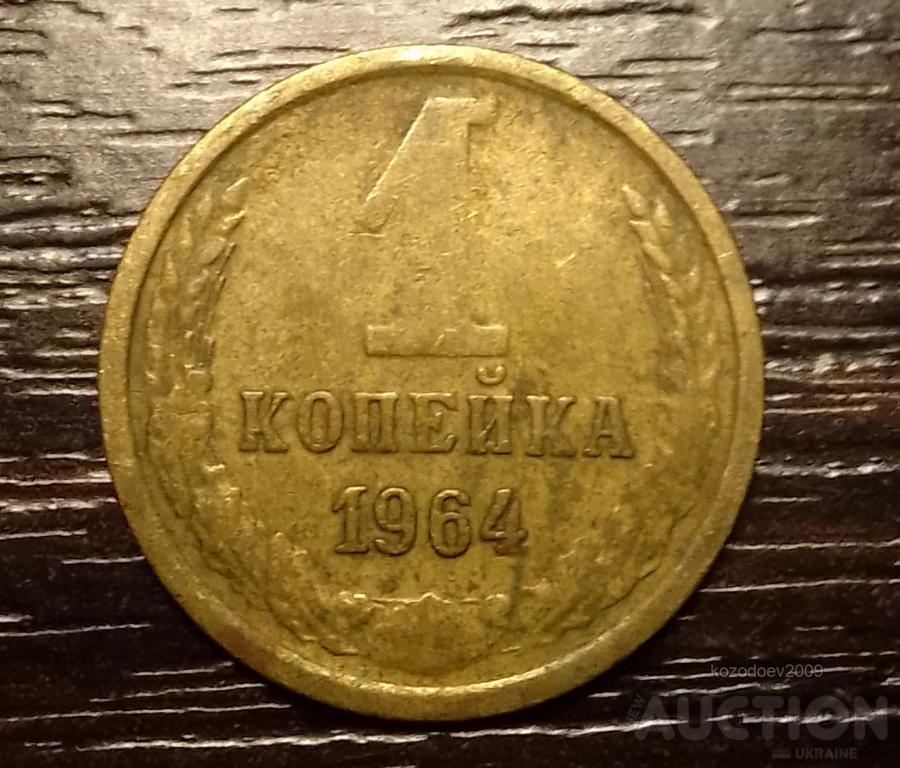 1
КОПЕЙКА
1964
kozodoev2009
NEW
AUCTION
UKRAINE